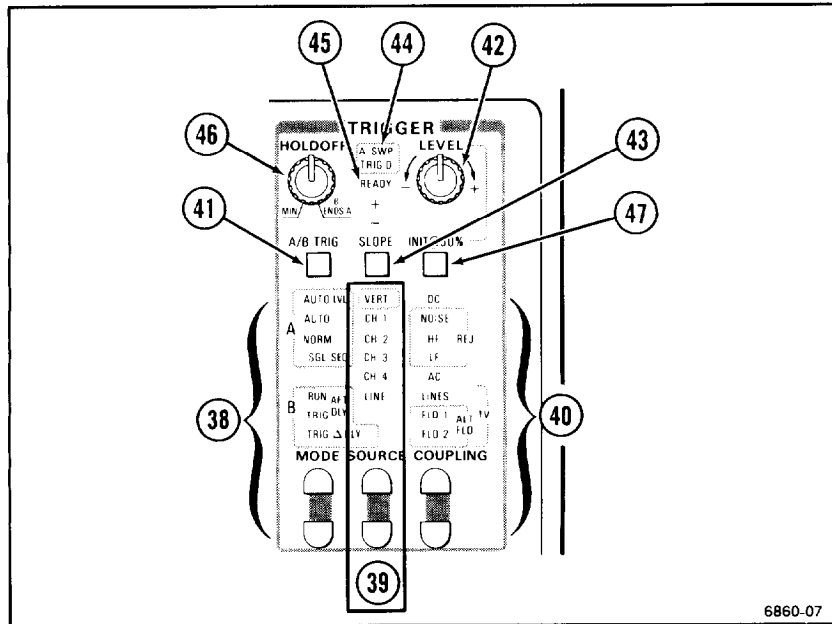 45 44 42
TRIGGER
46 HOLDOFF A SWP LEVEL 43
TRIG'D
READY
− +
+
MIN B
ENDS A
−
41 A/B TRIG SLOPE 47
AUTO LVL VERT DC
A AUTO CH 1 NOISE
NORM CH 2 HF REJ
SGL SEQ CH 3 LF
CH 4 AC
B RUN AFT LINE LINES
TRIG DLY FLD 1 ALT TV
TRIG Δ DLY FLD 2 FLD
38 40
MODE SOURCE COUPLING
39
6860-07